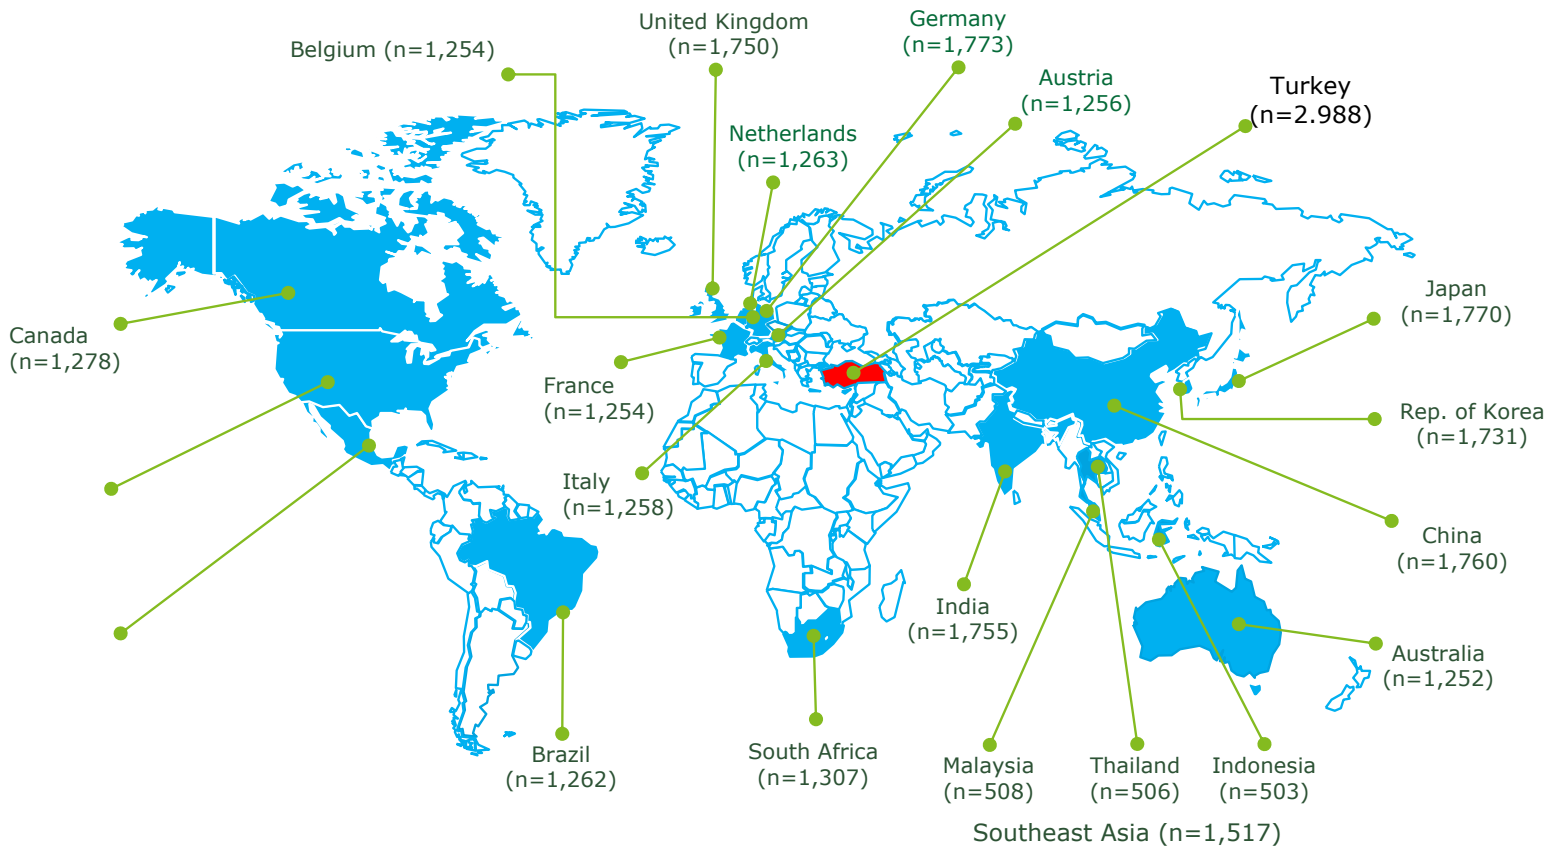 United Kingdom
(n=1,750)
Germany
(n=1,773)
Belgium (n=1,254)
Austria
(n=1,256)
Turkey
(n=2.988)
Netherlands
(n=1,263)
Japan
(n=1,770)
Canada
(n=1,278)
France
(n=1,254)
Rep. of Korea
(n=1,731)
Italy
(n=1,258)
China
(n=1,760)
India
(n=1,755)
Australia
(n=1,252)
Brazil
(n=1,262)
South Africa
(n=1,307)
Malaysia
(n=508)
Thailand
(n=506)
Indonesia
(n=503)
Southeast Asia (n=1,517)